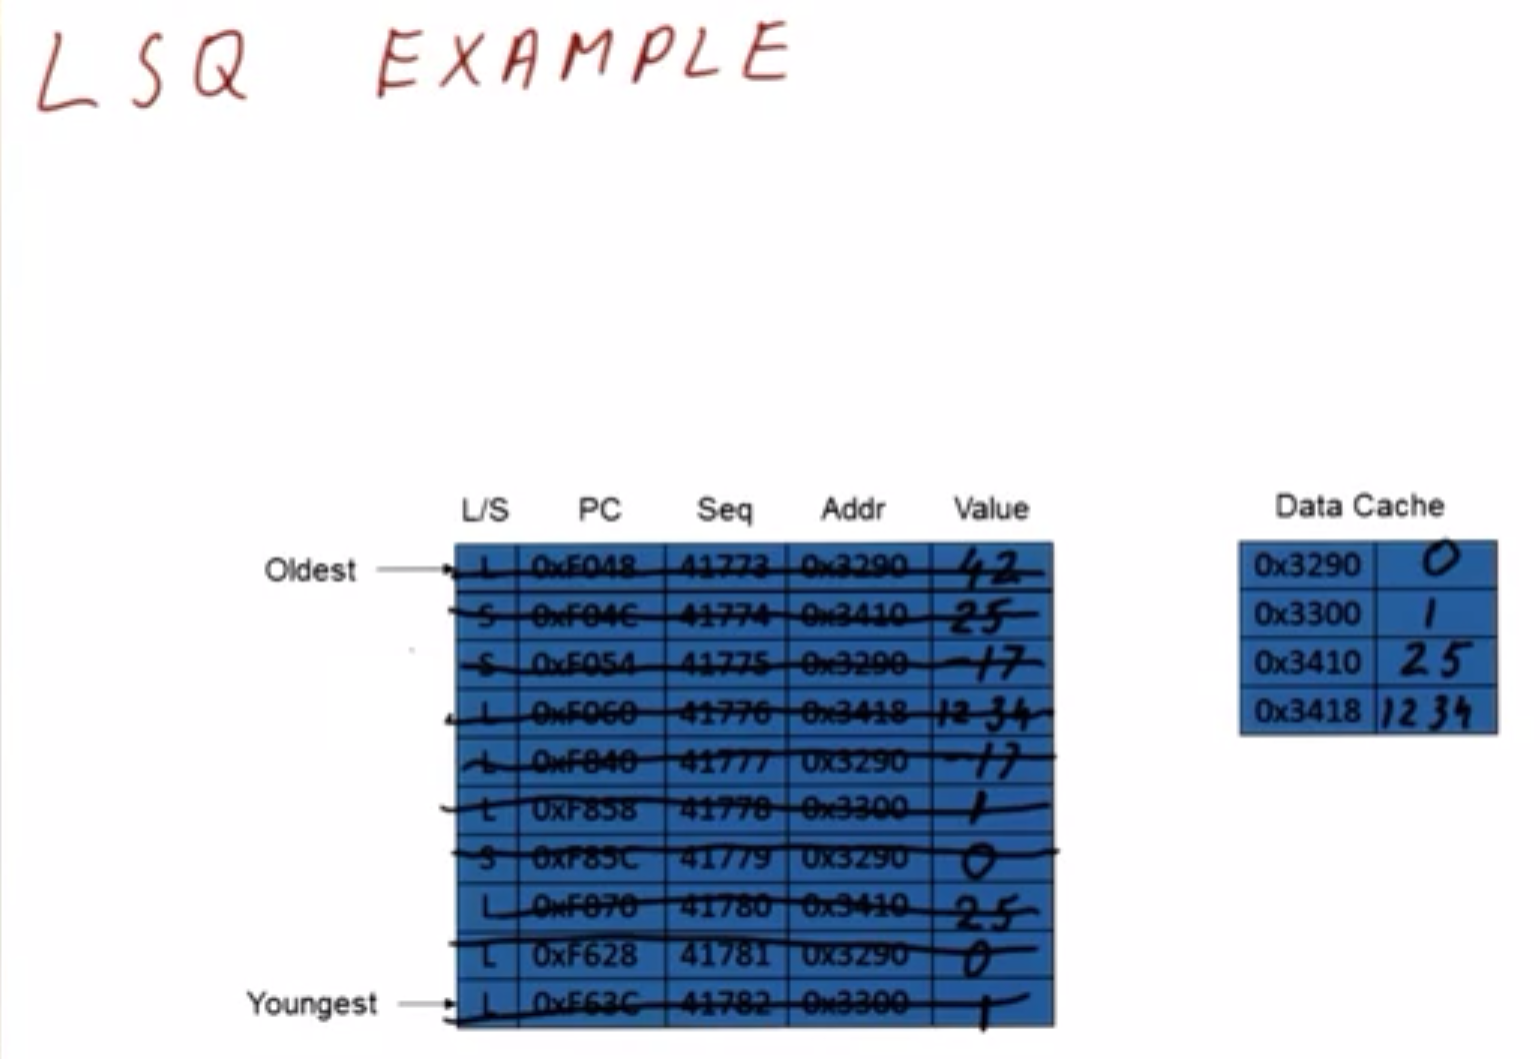 LSQ EXAMPLE
L/S PC Seq Addr Value
Data Cache
Oldest L 0xF048 41773 0x3290 42
0x3290 0
S 0xF04C 41774 0x3410 25
0x3300 1
S 0xF054 41775 0x3290 -17
0x3410 25
L 0xF060 41776 0x3418 1234
0x3418 1234
L 0xF840 41777 0x3290 -17
L 0xF858 41778 0x3300 1
S 0xF85C 41779 0x3290 0
L 0xF870 41780 0x3410 25
L 0xF628 41781 0x3290 0
Youngest L 0xF63C 41782 0x3300 1